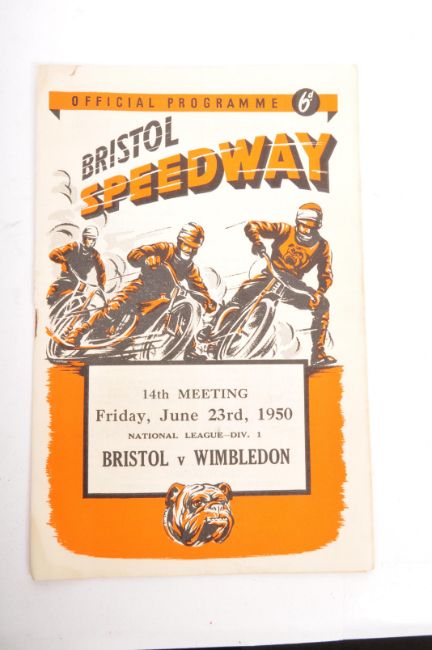 OFFICIAL PROGRAMME 6d
BRISTOL
SPEEDWAY
14th MEETING
Friday, June 23rd, 1950
NATIONAL LEAGUE—DIV. 1
BRISTOL v WIMBLEDON